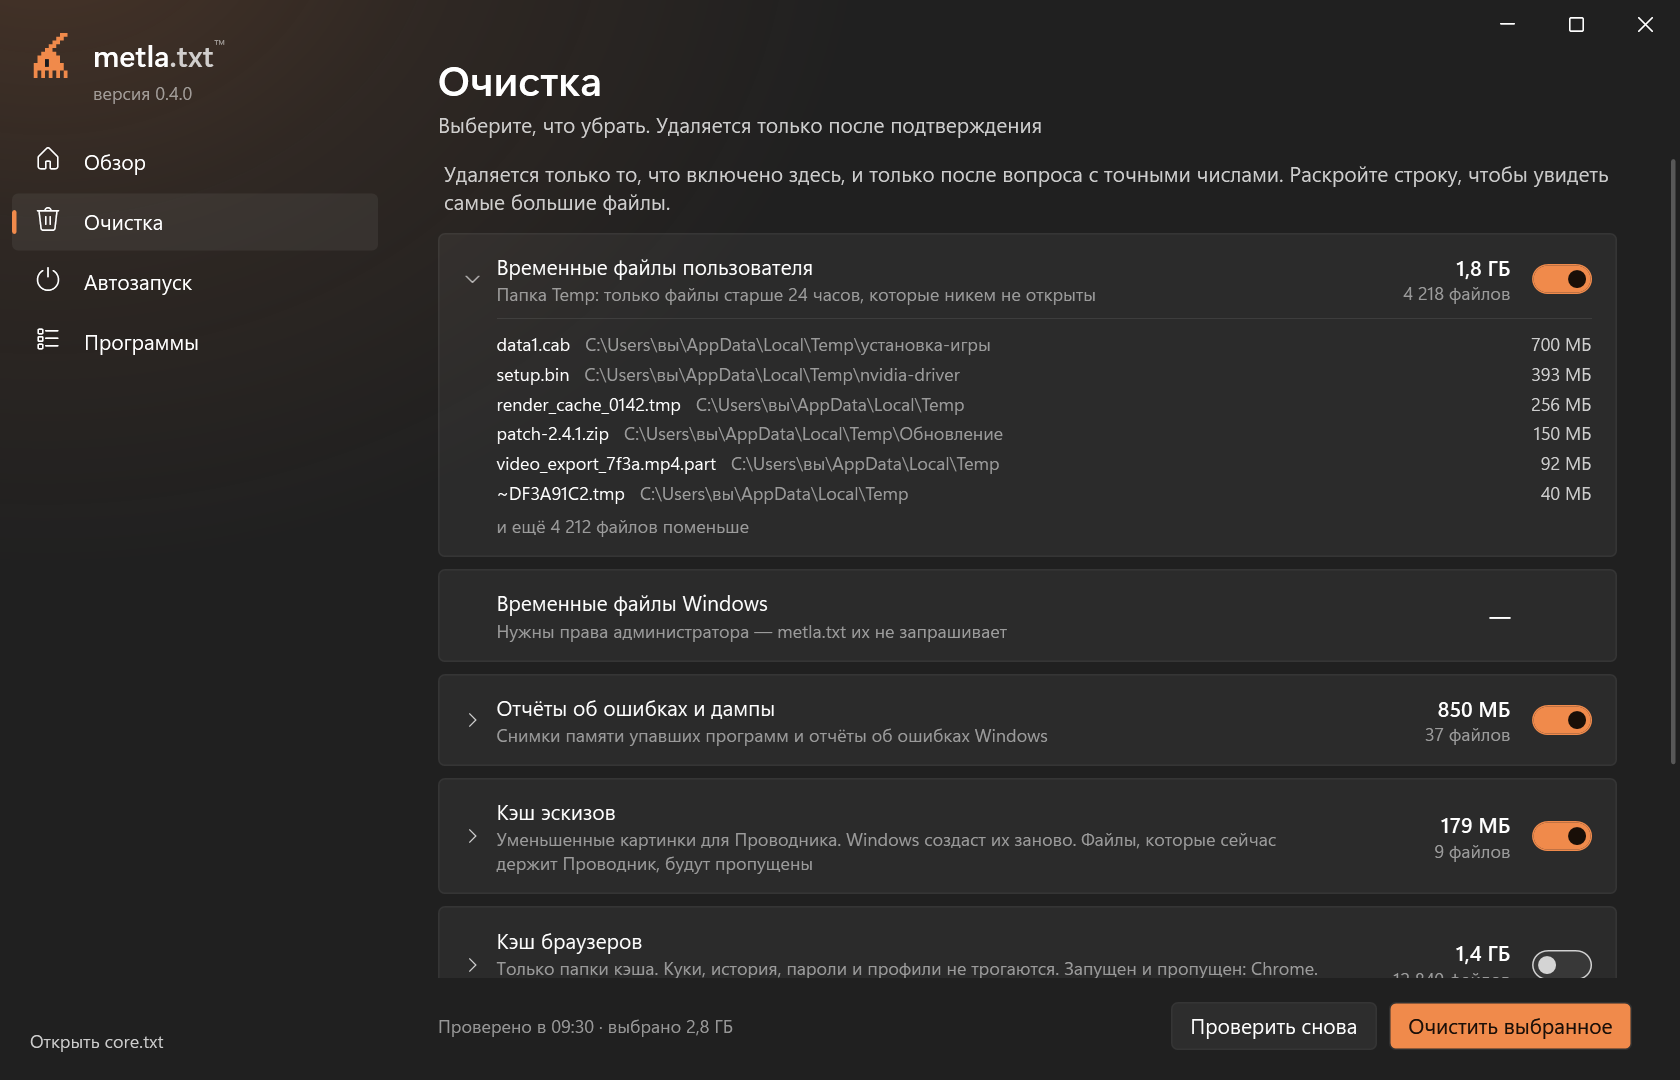 metla.txt™
версия 0.4.0
Обзор
Очистка
Автозапуск
Программы
Открыть core.txt
Очистка
Выберите, что убрать. Удаляется только после подтверждения
Удаляется только то, что включено здесь, и только после вопроса с точными числами. Раскройте строку, чтобы увидеть
самые большие файлы.
Временные файлы пользователя
Папка Temp: только файлы старше 24 часов, которые никем не открыты
1,8 ГБ
4 218 файлов
data1.cab C:\Users\вы\AppData\Local\Temp\установка-игры 700 МБ
setup.bin C:\Users\вы\AppData\Local\Temp\nvidia-driver 393 МБ
render_cache_0142.tmp C:\Users\вы\AppData\Local\Temp 256 МБ
patch-2.4.1.zip C:\Users\вы\AppData\Local\Temp\Обновление 150 МБ
video_export_7f3a.mp4.part C:\Users\вы\AppData\Local\Temp 92 МБ
~DF3A91C2.tmp C:\Users\вы\AppData\Local\Temp 40 МБ
и ещё 4 212 файлов поменьше
Временные файлы Windows
Нужны права администратора — metla.txt их не запрашивает
—
Отчёты об ошибках и дампы
Снимки памяти упавших программ и отчёты об ошибках Windows
850 МБ
37 файлов
Кэш эскизов
Уменьшенные картинки для Проводника. Windows создаст их заново. Файлы, которые сейчас
держит Проводник, будут пропущены
179 МБ
9 файлов
Кэш браузеров
Только папки кэша. Куки, история, пароли и профили не трогаются. Запущен и пропущен: Chrome.
1,4 ГБ
Проверено в 09:30 · выбрано 2,8 ГБ
Проверить снова
Очистить выбранное